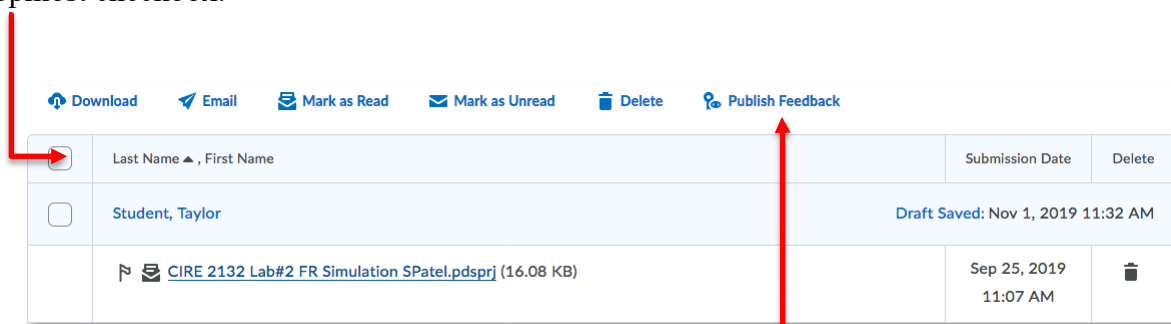 Download Email Mark as Read Mark as Unread Delete Publish Feedback
Last Name ▲ , First Name Submission Date Delete
Student, Taylor Draft Saved: Nov 1, 2019 11:32 AM
CIRE 2132 Lab#2 FR Simulation SPatel.pdsprj (16.08 KB) Sep 25, 2019
11:07 AM